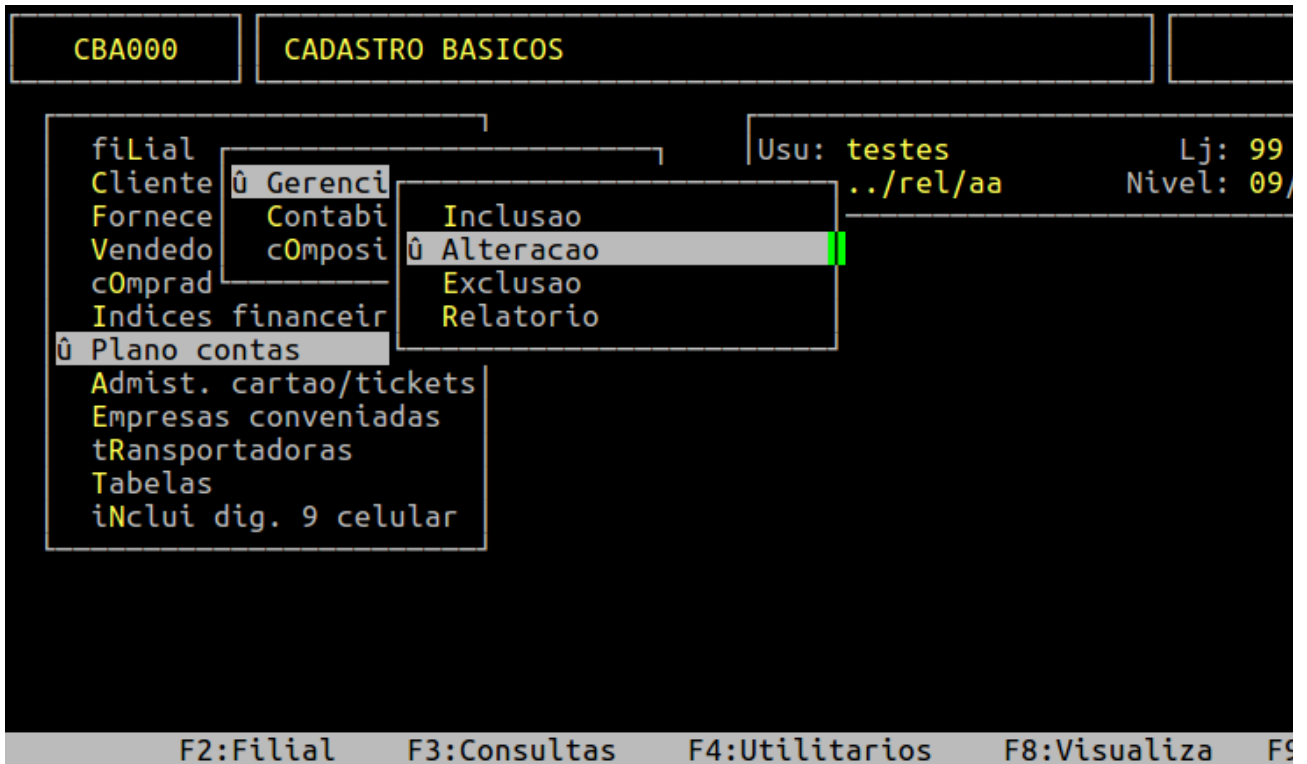 CBA000 CADASTRO BASICOS
fiLial Usu: testes Lj: 99
Cliente û Gerenci ../rel/aa Nivel: 09/
Fornece Contabi Inclusao
Vendedo cOmposi û Alteracao
cOmprad Exclusao
Indices financeir Relatorio
û Plano contas
Admist. cartao/tickets
Empresas conveniadas
tRansportadoras
Tabelas
iNclui dig. 9 celular
F2:Filial F3:Consultas F4:Utilitarios F8:Visualiza F9